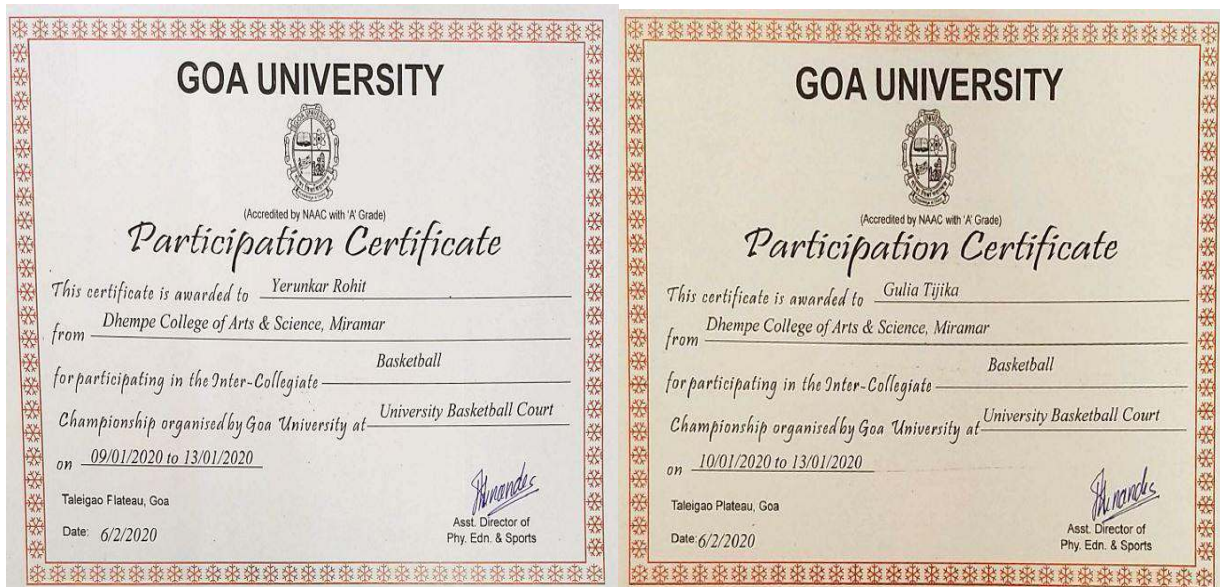 GOA UNIVERSITY
(Accredited by NAAC with 'A' Grade)
Participation Certificate
This certificate is awarded to Yerunkar Rohit
from Dhempe College of Arts & Science, Miramar
for participating in the Inter-Collegiate Basketball
Championship organised by Goa University at University Basketball Court
on 09/01/2020 to 13/01/2020
Taleigao Flateau, Goa
Date: 6/2/2020
Asst. Director of
Phy. Edn. & Sports
GOA UNIVERSITY
(Accredited by NAAC with 'A' Grade)
Participation Certificate
This certificate is awarded to Gulia Tijika
from Dhempe College of Arts & Science, Miramar
for participating in the Inter-Collegiate Basketball
Championship organised by Goa University at University Basketball Court
on 10/01/2020 to 13/01/2020
Taleigao Plateau, Goa
Date: 6/2/2020
Asst. Director of
Phy. Edn. & Sports